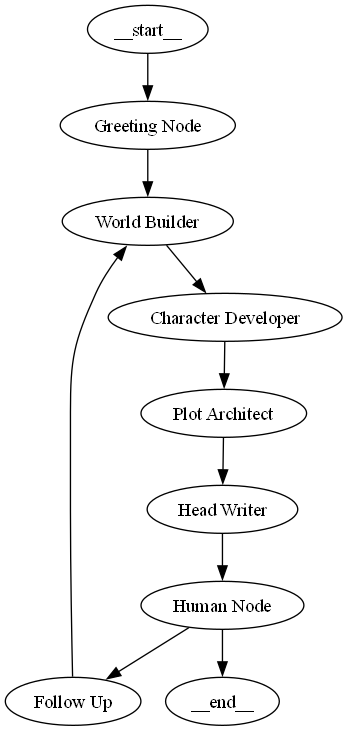 __start__
Greeting Node
World Builder
Character Developer
Plot Architect
Head Writer
Human Node
Follow Up
__end__